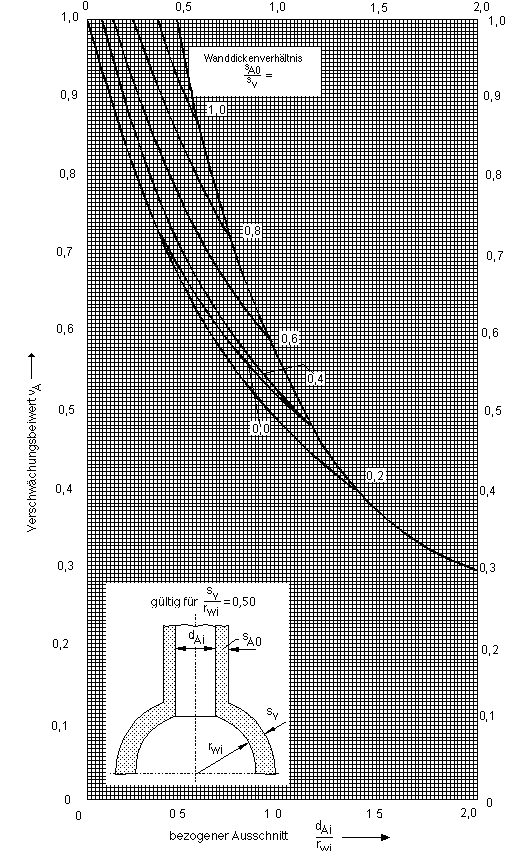 0 0,5 1,0 1,5 2,0
1,0 1,0
Wanddickenverhältnis
sA0
sv =
0,9 0,9
1,0
0,8 0,8
0,8
0,7 0,7
0,6 0,6
0,6
0,4
0,5 0,5
0,0
0,2
0,4 0,4
Verschwächungsbeiwert vA
0,3 0,3
gültig für sv/rwi =0,50
dAi
sA0
0,2 0,2
sv
0,1 0,1
rwi
0 0
0 0 5 1 0 1 5 2,0
bezogener Ausschnitt dAi
rwi